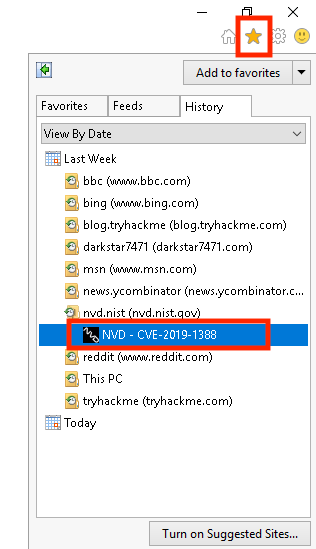 Add to favorites
Favorites Feeds History
View By Date
Last Week
bbc (www.bbc.com)
bing (www.bing.com)
blog.tryhackme (blog.tryhackme.com)
darkstar7471 (darkstar7471.com)
msn (www.msn.com)
news.ycombinator (news.ycombinator.c...
nvd.nist (nvd.nist.gov)
NVD - CVE-2019-1388
reddit (www.reddit.com)
This PC
tryhackme (tryhackme.com)
Today
Turn on Suggested Sites...